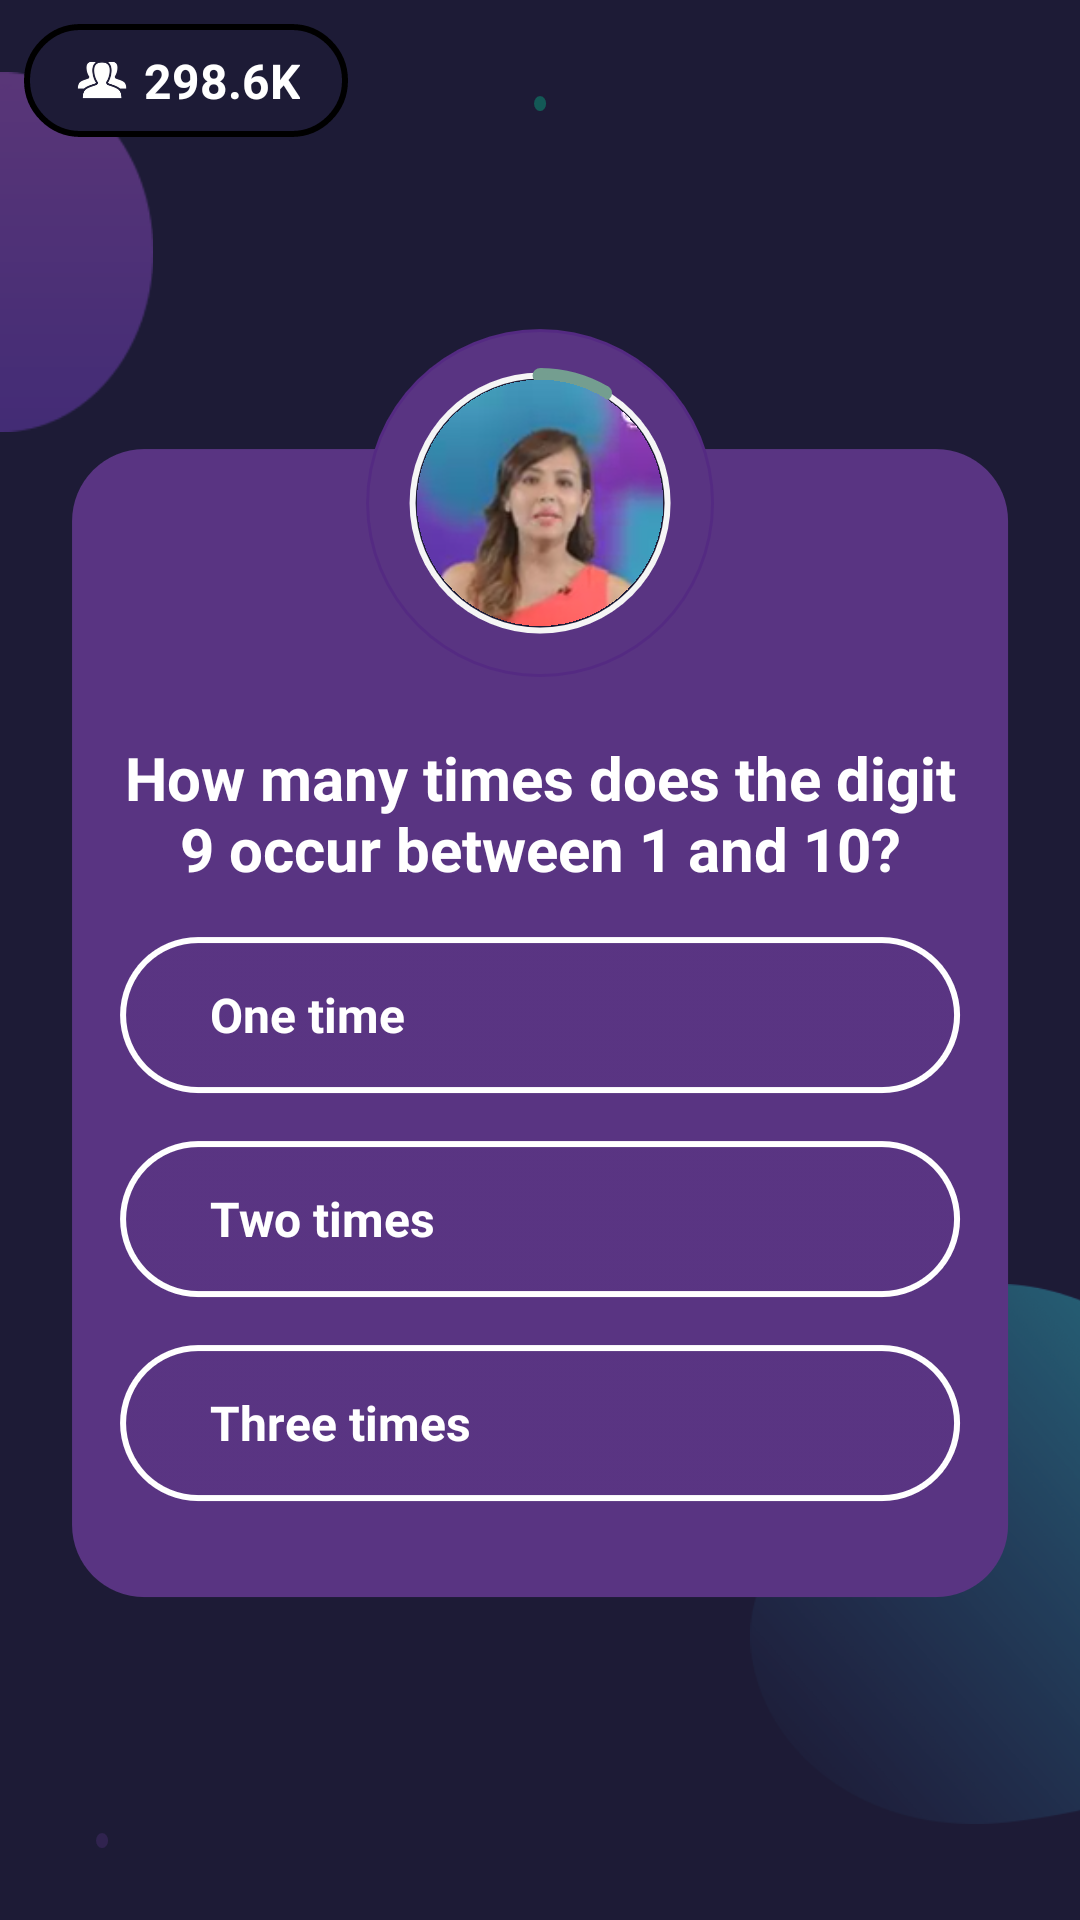 298.6K
How many times does the digit
9 occur between 1 and 10?
One time
Two times
Three times